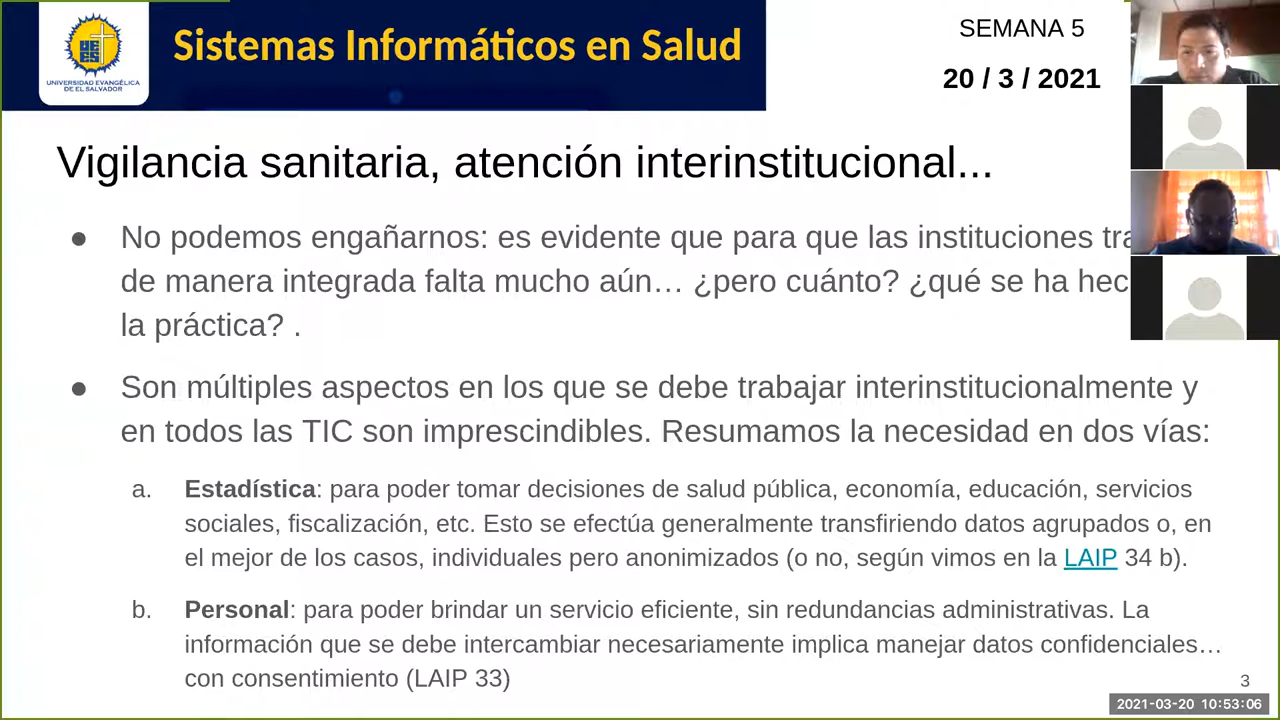 Sistemas Informáticos en Salud
UNIVERSIDAD EVANGÉLICA
DE EL SALVADOR
SEMANA 5
20 / 3 / 2021
Vigilancia sanitaria, atención interinstitucional...
● No podemos engañarnos: es evidente que para que las instituciones
de manera integrada falta mucho aún… ¿pero cuánto? ¿qué se ha
la práctica? .
● Son múltiples aspectos en los que se debe trabajar interinstitucionalmente y
en todos las TIC son imprescindibles. Resumamos la necesidad en dos vías:
a. Estadística: para poder tomar decisiones de salud pública, economía, educación, servicios
sociales, fiscalización, etc. Esto se efectúa generalmente transfiriendo datos agrupados o, en
el mejor de los casos, individuales pero anonimizados (o no, según vimos en la LAIP 34 b).
b. Personal: para poder brindar un servicio eficiente, sin redundancias administrativas. La
información que se debe intercambiar necesariamente implica manejar datos confidenciales…
con consentimiento (LAIP 33)
3
2021-03-20 10:53:06